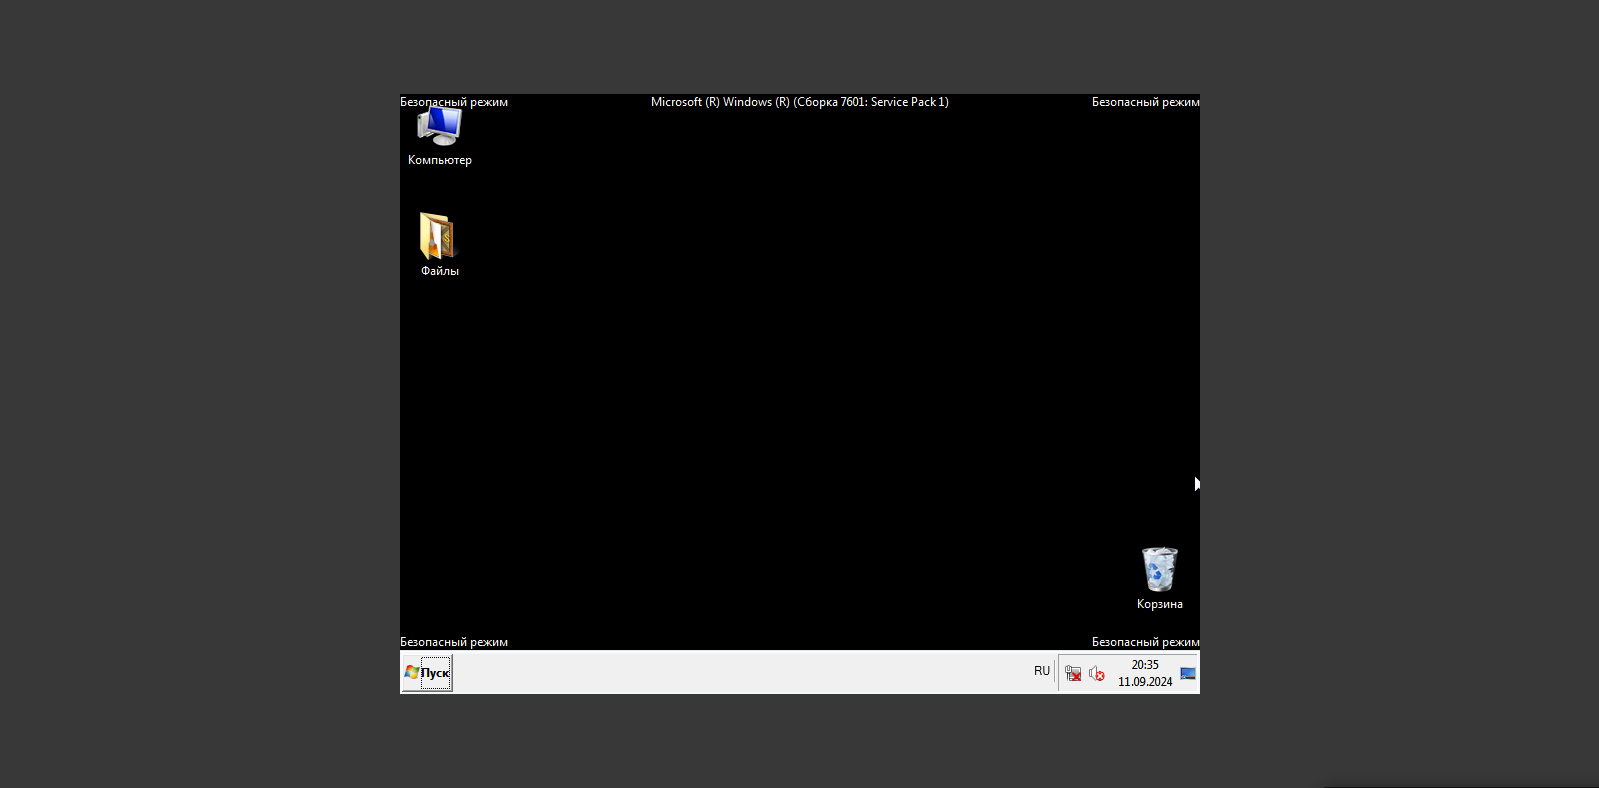 Безопасный режим
Microsoft (R) Windows (R) (Сборка 7601: Service Pack 1)
Безопасный режим
Компьютер
Файлы
Корзина
Безопасный режим
Безопасный режим
Пуск
RU
20:35
11.09.2024